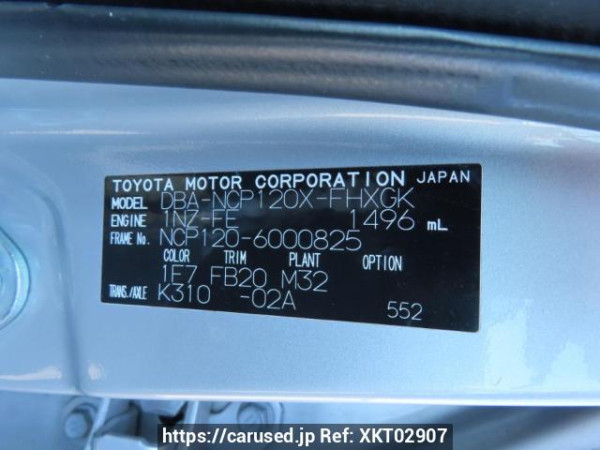 TOYOTA MOTOR CORPORATION JAPAN
MODEL DBA-NCP120X-FHXGK
ENGINE 1NZ-FE 1496 mL
FRAME No. NCP120-6000825
COLOR TRIM PLANT OPTION
1F7 FB20 M32
TRANS./AXLE K310 -02A
552
https://carused.jp Ref: XKT02907